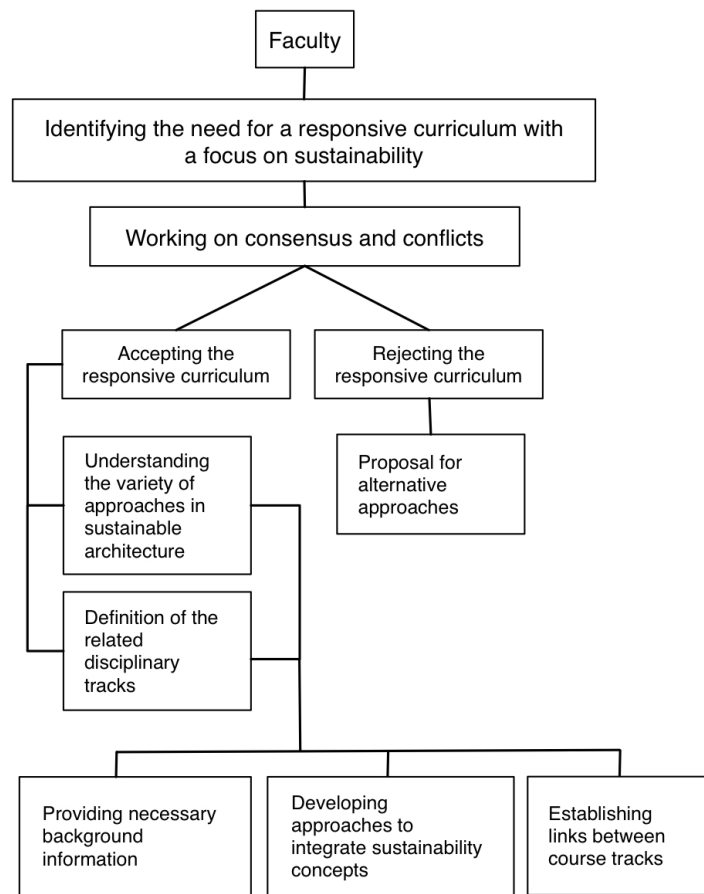 Faculty
Identifying the need for a responsive curriculum with
a focus on sustainability
Working on consensus and conflicts
Accepting the
responsive curriculum
Rejecting the
responsive curriculum
Understanding
the variety of
approaches in
sustainable
architecture
Proposal for
alternative
approaches
Definition of the
related
disciplinary
tracks
Providing necessary
background
information
Developing
approaches to
integrate sustainability
concepts
Establishing
links between
course tracks